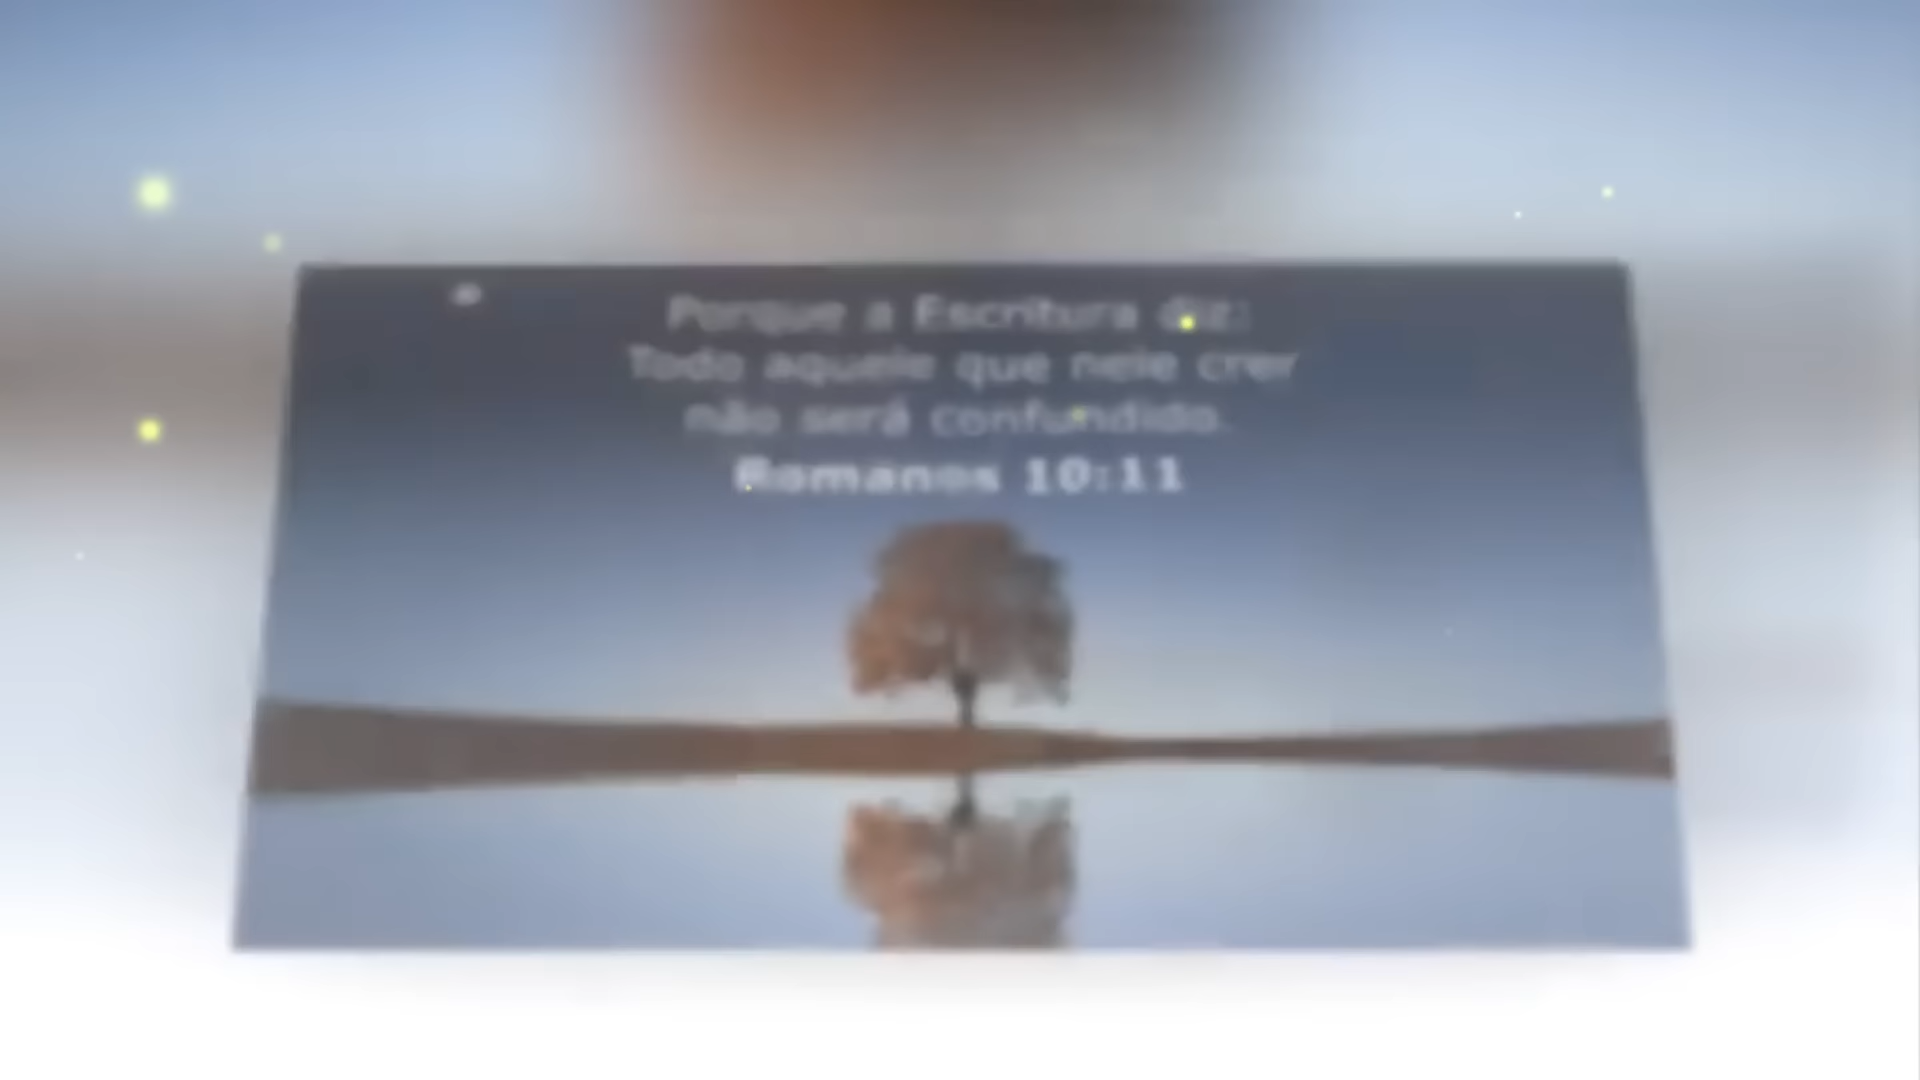 Porque a Escritura diz:
Todo aquele que nele crer
não será confundido.
Romanos 10:11